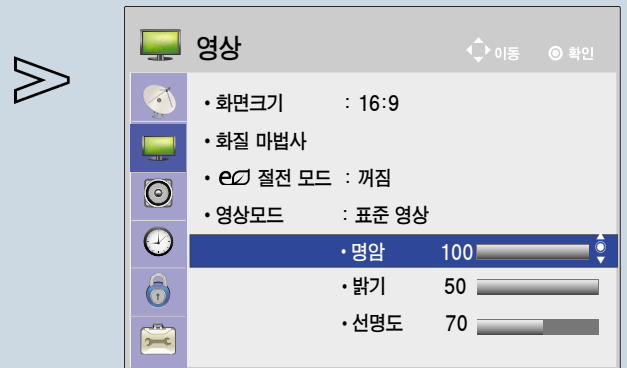 영상 이동 확인
• 화면크기 : 16:9
• 화질 마법사
• e 절전 모드 : 꺼짐
• 영상모드 : 표준 영상
• 명암 100
• 밝기 50
• 선명도 70